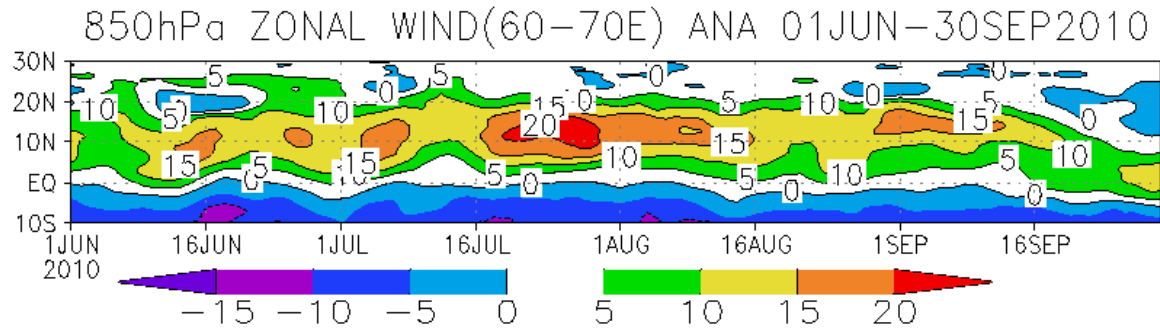 850hPa ZONAL WIND(60-70E) ANA 01JUN-30SEP2010
30N
5 0 0
0 5 0
20N
10 5 10 15 0 5 10 5 0
20
10N
15 15 15 10
5 0 10 5 0 10 5 10 5
EQ
0 0
10S
1JUN 16JUN 1JUL 16JUL 1AUG 16AUG 1SEP 16SEP
2010
-15 -10 -5 0 5 10 15 20